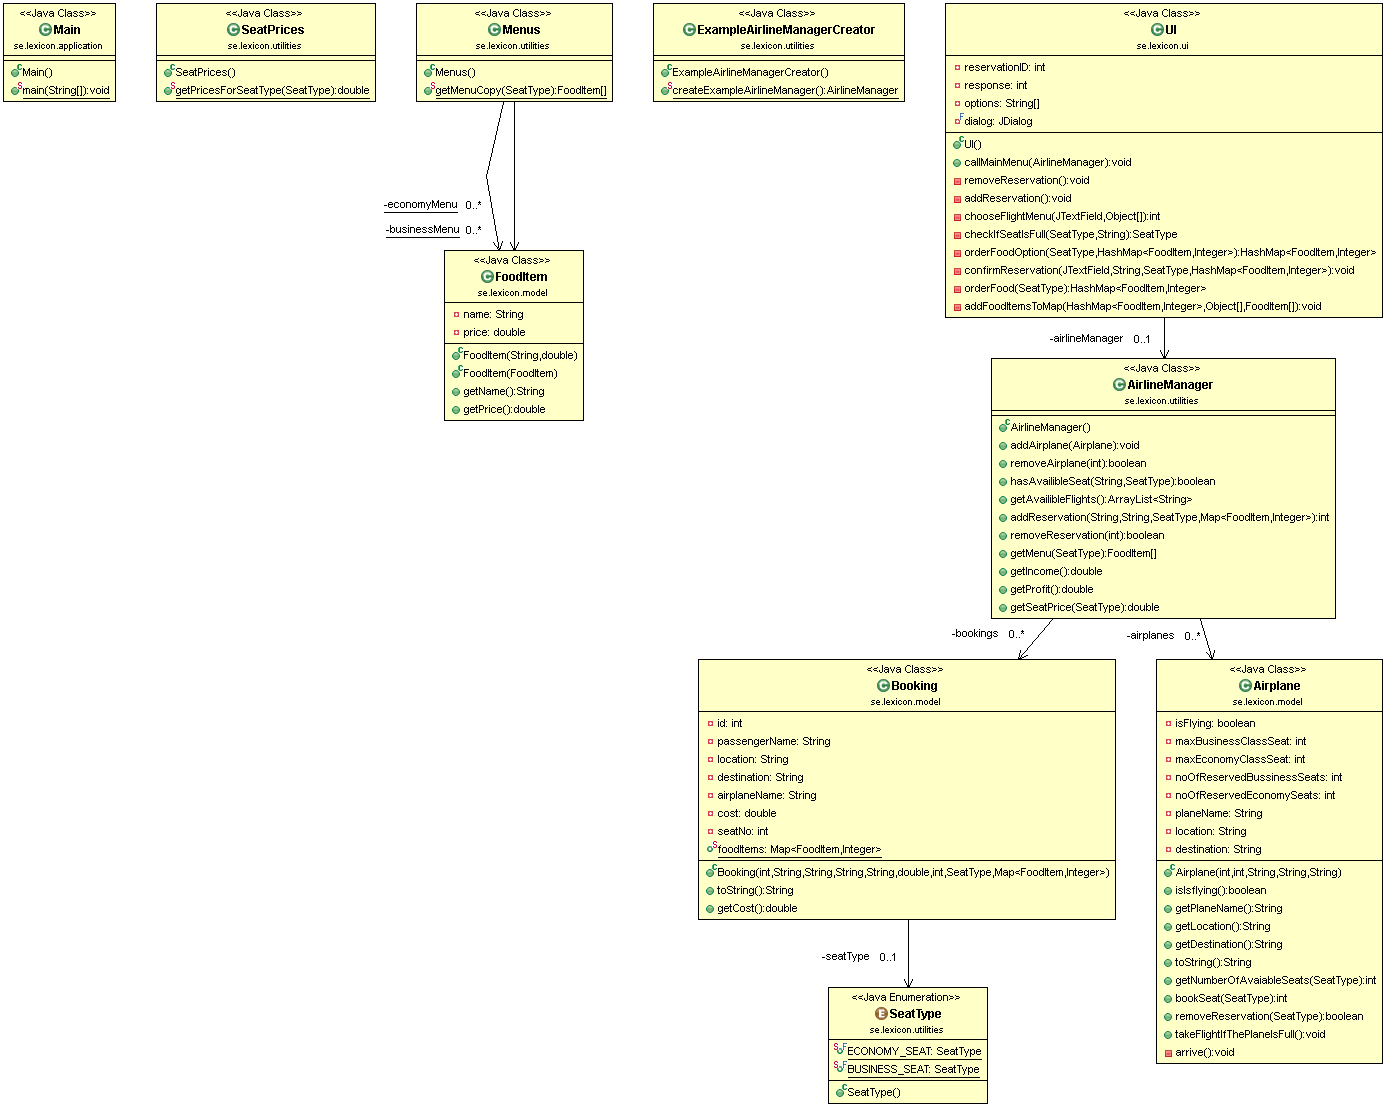 <<Java Class>>
Main
se.lexicon.application
Main()
main(String[]):void
<<Java Class>>
SeatPrices
se.lexicon.utilities
SeatPrices()
getPricesForSeatType(SeatType):double
<<Java Class>>
Menus
se.lexicon.utilities
Menus()
getMenuCopy(SeatType):FoodItem[]
<<Java Class>>
ExampleAirlineManagerCreator
se.lexicon.utilities
ExampleAirlineManagerCreator()
createExampleAirlineManager():AirlineManager
<<Java Class>>
UI
se.lexicon.ui
reservationID: int
response: int
options: String[]
dialog: JDialog
UI()
callMainMenu(AirlineManager):void
removeReservation():void
addReservation():void
chooseFlightMenu(JTextField,Object[]):int
checkIfSeatIsFull(SeatType,String):SeatType
orderFoodOption(SeatType,HashMap<FoodItem,Integer>):HashMap<FoodItem,Integer>
confirmReservation(JTextField,String,SeatType,HashMap<FoodItem,Integer>):void
orderFood(SeatType):HashMap<FoodItem,Integer>
addFoodItemsToMap(HashMap<FoodItem,Integer>,Object[],FoodItem[]):void
-economyMenu 0..*
-businessMenu 0..*
<<Java Class>>
FoodItem
se.lexicon.model
name: String
price: double
FoodItem(String,double)
FoodItem(FoodItem)
getName():String
getPrice():double
-airlineManager 0..1
<<Java Class>>
AirlineManager
se.lexicon.utilities
AirlineManager()
addAirplane(Airplane):void
removeAirplane(int):boolean
hasAvailibleSeat(String,SeatType):boolean
getAvailibleFlights():ArrayList<String>
addReservation(String,String,SeatType,Map<FoodItem,Integer>):int
removeReservation(int):boolean
getMenu(SeatType):FoodItem[]
getIncome():double
getProfit():double
getSeatPrice(SeatType):double
-bookings 0..*
-airplanes 0..*
<<Java Class>>
Booking
se.lexicon.model
id: int
passengerName: String
location: String
destination: String
airplaneName: String
cost: double
seatNo: int
foodItems: Map<FoodItem,Integer>
Booking(int,String,String,String,String,double,int,SeatType,Map<FoodItem,Integer>)
toString():String
getCost():double
<<Java Class>>
Airplane
se.lexicon.model
isFlying: boolean
maxBusinessClassSeat: int
maxEconomyClassSeat: int
noOfReservedBussinessSeats: int
noOfReservedEconomySeats: int
planeName: String
location: String
destination: String
Airplane(int,int,String,String,String)
isIsflying():boolean
getPlaneName():String
getLocation():String
getDestination():String
toString():String
getNumberOfAvaiableSeats(SeatType):int
bookSeat(SeatType):int
removeReservation(SeatType):boolean
takeFlightIfThePlaneIsFull():void
arrive():void
-seatType 0..1
<<Java Enumeration>>
SeatType
se.lexicon.utilities
ECONOMY_SEAT: SeatType
BUSINESS_SEAT: SeatType
SeatType()